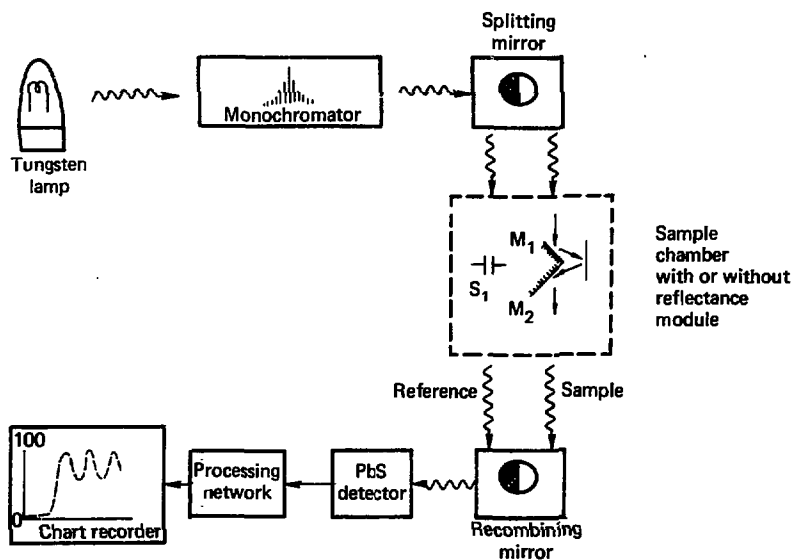 Splitting
mirror
Monochromator
Tungsten
lamp
M1
S1
M2
Sample
chamber
with or without
reflectance
module
Reference
Sample
100
0
Chart recorder
Processing
network
PbS
detector
Recombining
mirror